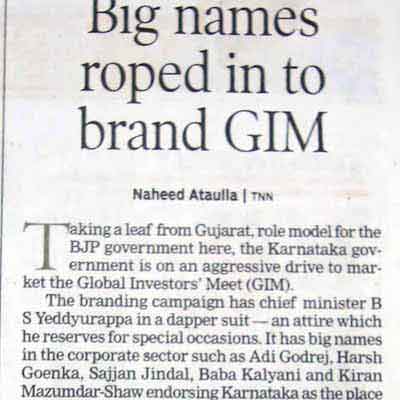 Big names
roped in to
brand GIM
Naheed Ataulla | TNN
Taking a leaf from Gujarat, role model for the
BJP government here, the Karnataka gov-
ernment is on an aggressive drive to mar-
ket the Global Investors' Meet (GIM).
The branding campaign has chief minister B
S Yeddyurappa in a dapper suit — an attire which
he reserves for special occasions. It has big names
in the corporate sector such as Adi Godrej, Harsh
Goenka, Sajjan Jindal, Baba Kalyani and Kiran
Mazumdar-Shaw endorsing Karnataka as the place